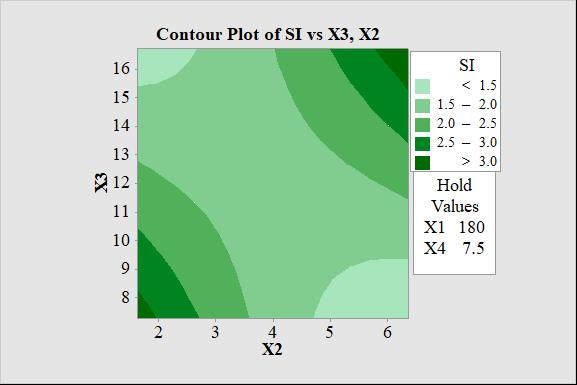 Contour Plot of SI vs X3, X2
X3
16
15
14
13
12
11
10
9
8
2 3 4 5 6
X2
SI
< 1.5
1.5 – 2.0
2.0 – 2.5
2.5 – 3.0
> 3.0
Hold
Values
X1 180
X4 7.5